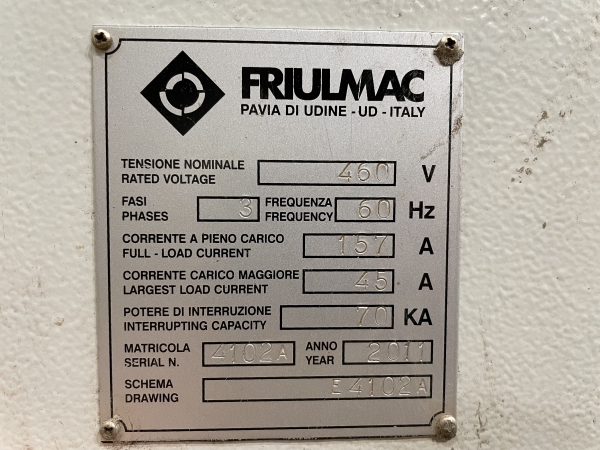 FRIULMAC
PAVIA DI UDINE - UD - ITALY
TENSIONE NOMINALE
RATED VOLTAGE 460 V
FASI FREQUENZA
PHASES 3 FREQUENCY 60 Hz
CORRENTE A PIENO CARICO
FULL - LOAD CURRENT 157 A
CORRENTE CARICO MAGGIORE
LARGEST LOAD CURRENT 45 A
POTERE DI INTERRUZIONE
INTERRUPTING CAPACITY 70 KA
MATRICOLA ANNO
SERIAL N. 4102A YEAR 2011
SCHEMA
DRAWING E4102A